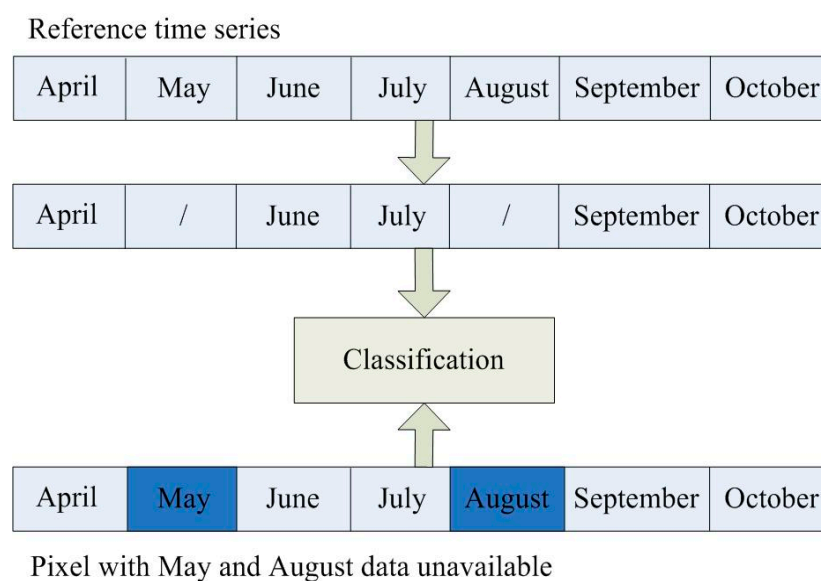 Reference time series
April May June July August September October
April / June July / September October
Classification
April May June July August September October
Pixel with May and August data unavailable